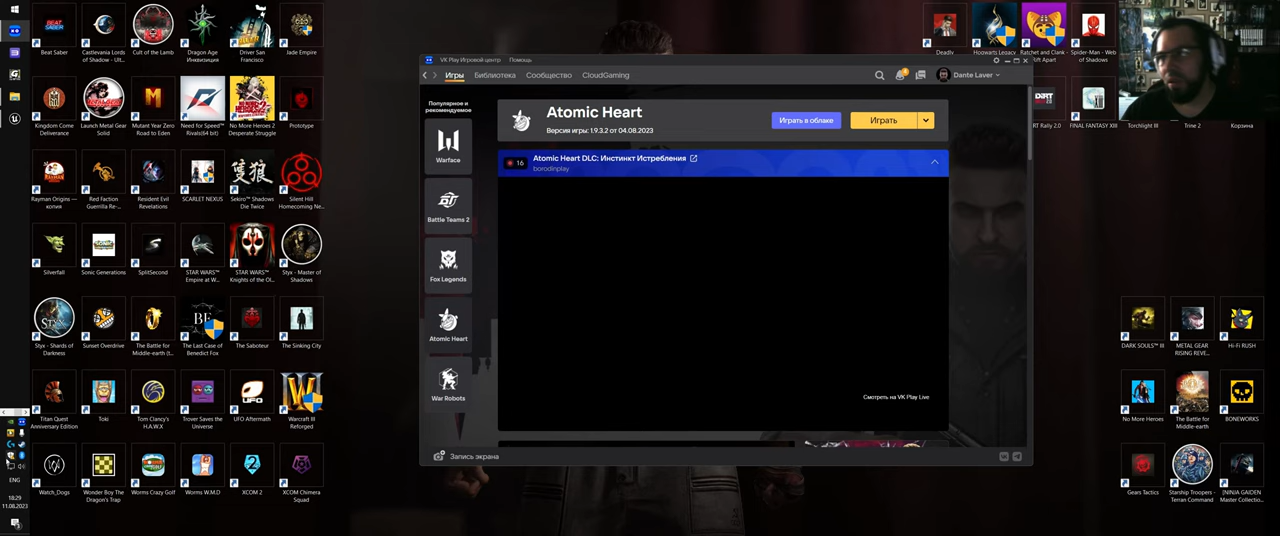 Beat Saber
Castlevania Lords of Shadow - Ult...
Cult of the Lamb
Dragon Age Инквизиция
Driver San Francisco
Jade Empire
Kingdom Come Deliverance
Launch Metal Gear Solid
Mutant Year Zero Road to Eden
Need for Speed™ Rivals(64 bit)
No More Heroes 2 Desperate Struggle
Prototype
Rayman Origins — копия
Red Faction Guerrilla Re-...
Resident Evil Revelations
SCARLET NEXUS
Sekiro™ Shadows Die Twice
Silent Hill Homecoming Ne...
Silverfall
Sonic Generations
SplitSecond
STAR WARS™ Empire at W...
STAR WARS™ Knights of the Ol...
Styx - Master of Shadows
Styx - Shards of Darkness
Sunset Overdrive
The Battle for Middle-earth (t...
The Last Case of Benedict Fox
The Saboteur
The Sinking City
Titan Quest Anniversary Edition
Toki
Tom Clancy's H.A.W.X
Trover Saves the Universe
UFO Aftermath
Warcraft III Reforged
Watch_Dogs
Wonder Boy The Dragon's Trap
Worms Crazy Golf
Worms W.M.D
XCOM 2
XCOM Chimera Squad
ENG
18:29
11.08.2023
VK Play Игровой центр
Помощь
Игры
Библиотека
Сообщество
CloudGaming
Dante Laver
Популярное и рекомендуемое
Warface
Battle Teams 2
Fox Legends
Atomic Heart
War Robots
Atomic Heart
Версия игры: 1.9.3.2 от 04.08.2023
Играть в облаке
Играть
16
Atomic Heart DLC: Инстинкт Истребления
borodinplay
Смотреть на VK Play Live
Запись экрана
Deadly
Hogwarts Legacy
Ratchet and Clank - Rift Apart
Spider-Man - Web of Shadows
DiRT Rally 2.0
FINAL FANTASY XIII
Torchlight III
Trine 2
Корзина
DARK SOULS™ III
METAL GEAR RISING REVE...
Hi-Fi RUSH
No More Heroes
The Battle for Middle-earth
BONEWORKS
Gears Tactics
Starship Troopers - Terran Command
[NINJA GAIDEN Master Collectio...